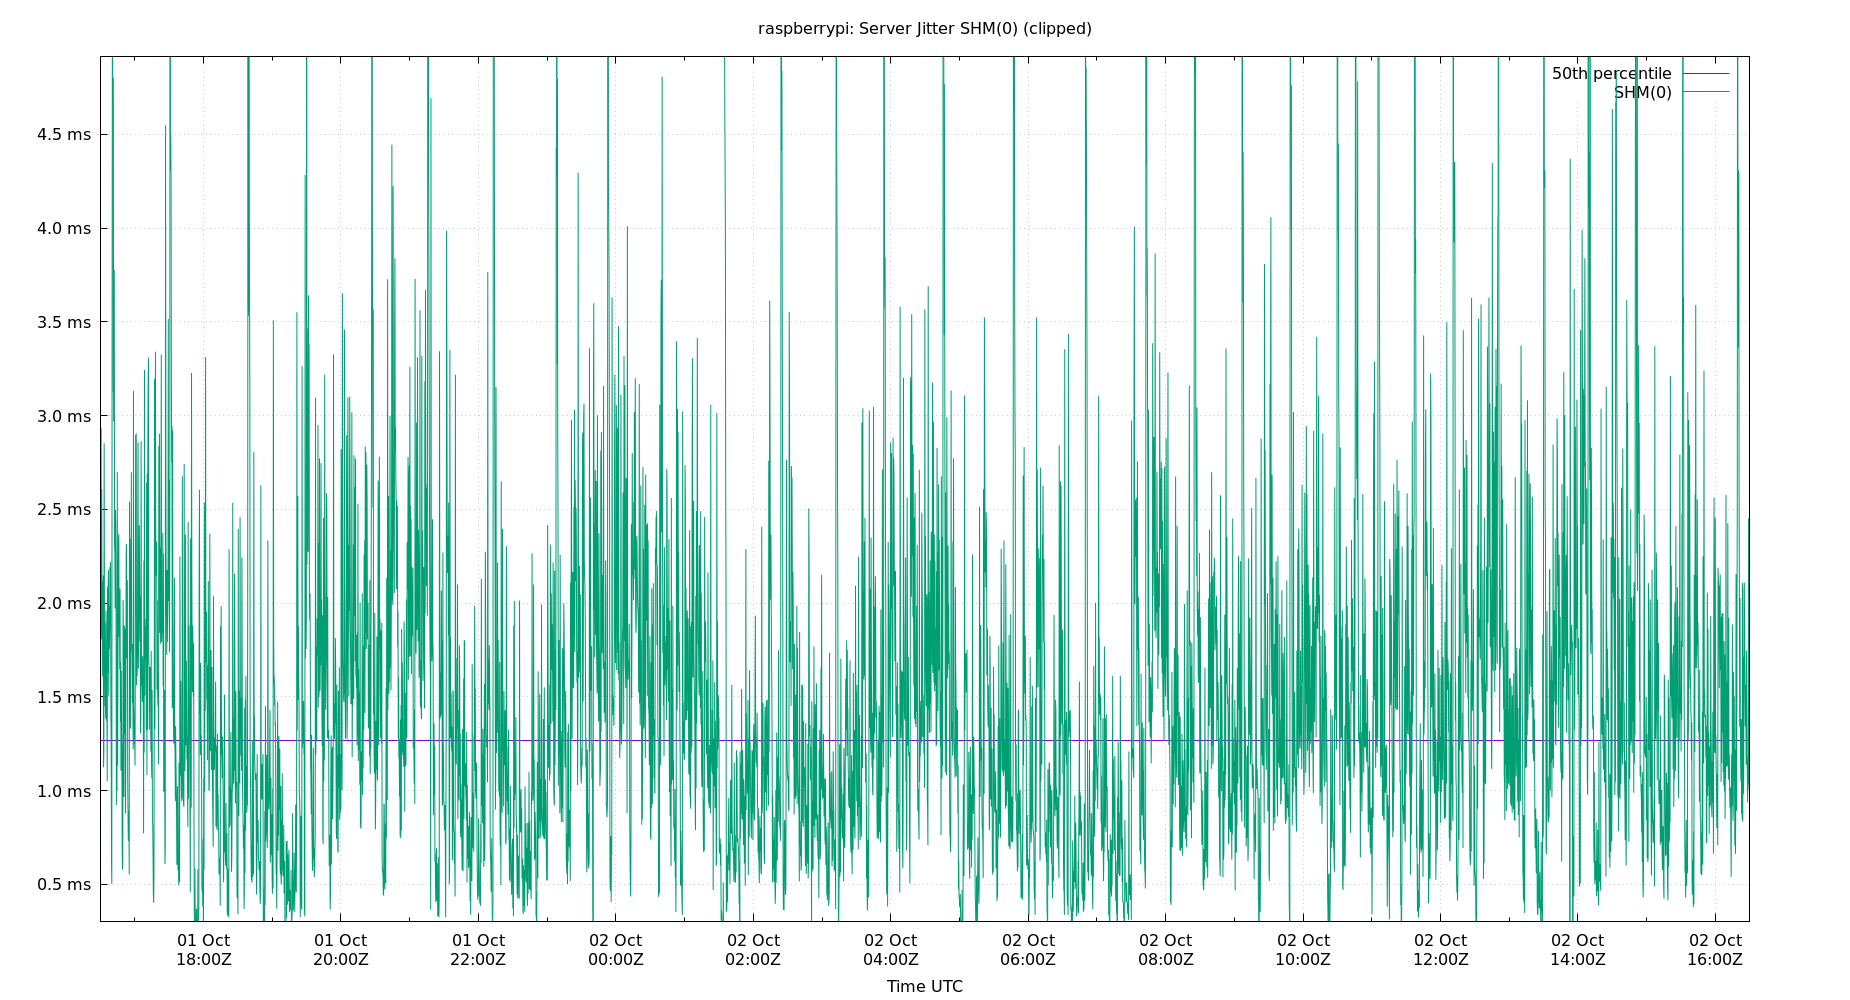 raspberrypi: Server Jitter SHM(0) (clipped)
50th percentile
SHM(0)
4.5 ms
4.0 ms
3.5 ms
3.0 ms
2.5 ms
2.0 ms
1.5 ms
1.0 ms
0.5 ms
01 Oct 01 Oct 01 Oct 02 Oct 02 Oct 02 Oct 02 Oct 02 Oct 02 Oct 02 Oct 02 Oct 02 Oct
18:00Z 20:00Z 22:00Z 00:00Z 02:00Z 04:00Z 06:00Z 08:00Z 10:00Z 12:00Z 14:00Z 16:00Z
Time UTC